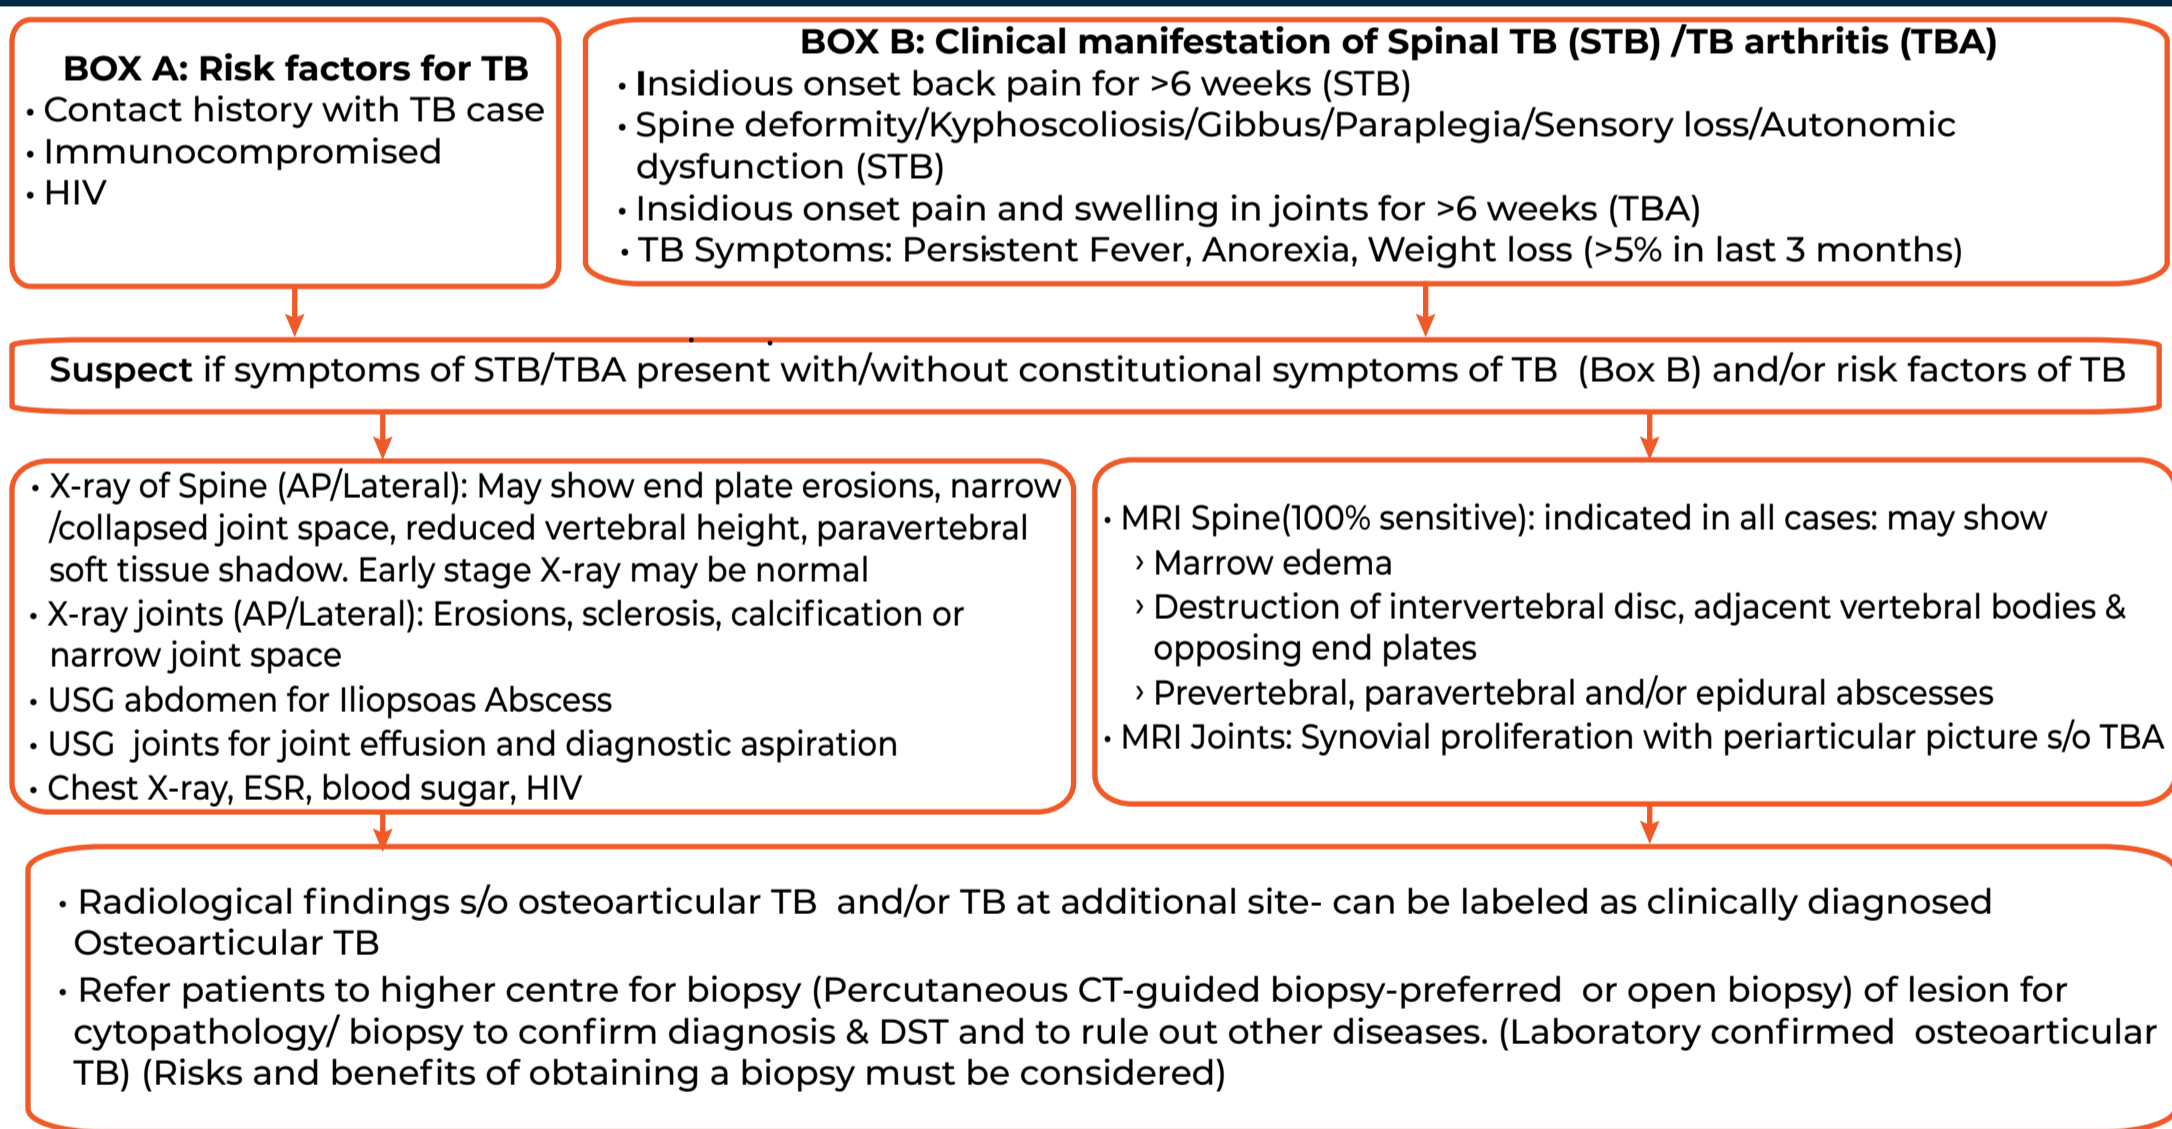 BOX A: Risk factors for TB
• Contact history with TB case
• Immunocompromised
• HIV
BOX B: Clinical manifestation of Spinal TB (STB) /TB arthritis (TBA)
• Insidious onset back pain for >6 weeks (STB)
• Spine deformity/Kyphoscoliosis/Gibbus/Paraplegia/Sensory loss/Autonomic
dysfunction (STB)
• Insidious onset pain and swelling in joints for >6 weeks (TBA)
• TB Symptoms: Persistent Fever, Anorexia, Weight loss (>5% in last 3 months)
Suspect if symptoms of STB/TBA present with/without constitutional symptoms of TB (Box B) and/or risk factors of TB
• X-ray of Spine (AP/Lateral): May show end plate erosions, narrow
/collapsed joint space, reduced vertebral height, paravertebral
soft tissue shadow. Early stage X-ray may be normal
• X-ray joints (AP/Lateral): Erosions, sclerosis, calcification or
narrow joint space
• USG abdomen for Iliopsoas Abscess
• USG joints for joint effusion and diagnostic aspiration
• Chest X-ray, ESR, blood sugar, HIV
• MRI Spine(100% sensitive): indicated in all cases: may show
› Marrow edema
› Destruction of intervertebral disc, adjacent vertebral bodies &
opposing end plates
› Prevertebral, paravertebral and/or epidural abscesses
• MRI Joints: Synovial proliferation with periarticular picture s/o TBA
• Radiological findings s/o osteoarticular TB and/or TB at additional site- can be labeled as clinically diagnosed
Osteoarticular TB
• Refer patients to higher centre for biopsy (Percutaneous CT-guided biopsy-preferred or open biopsy) of lesion for
cytopathology/ biopsy to confirm diagnosis & DST and to rule out other diseases. (Laboratory confirmed osteoarticular
TB) (Risks and benefits of obtaining a biopsy must be considered)